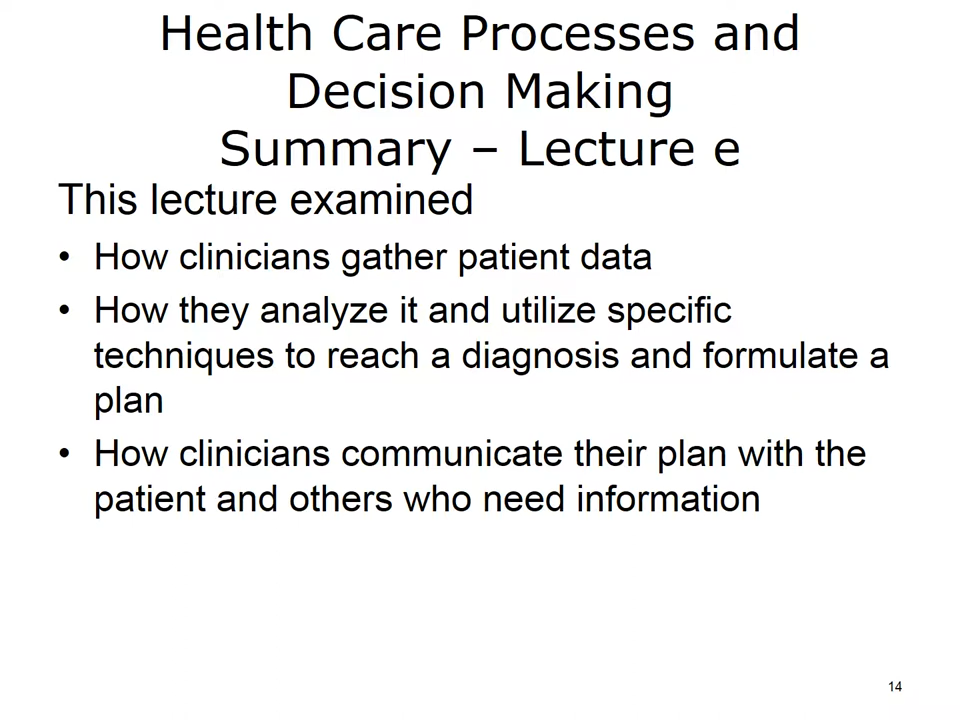 Health Care Processes and
Decision Making
Summary – Lecture e
This lecture examined
• How clinicians gather patient data
• How they analyze it and utilize specific
techniques to reach a diagnosis and formulate a
plan
• How clinicians communicate their plan with the
patient and others who need information
14